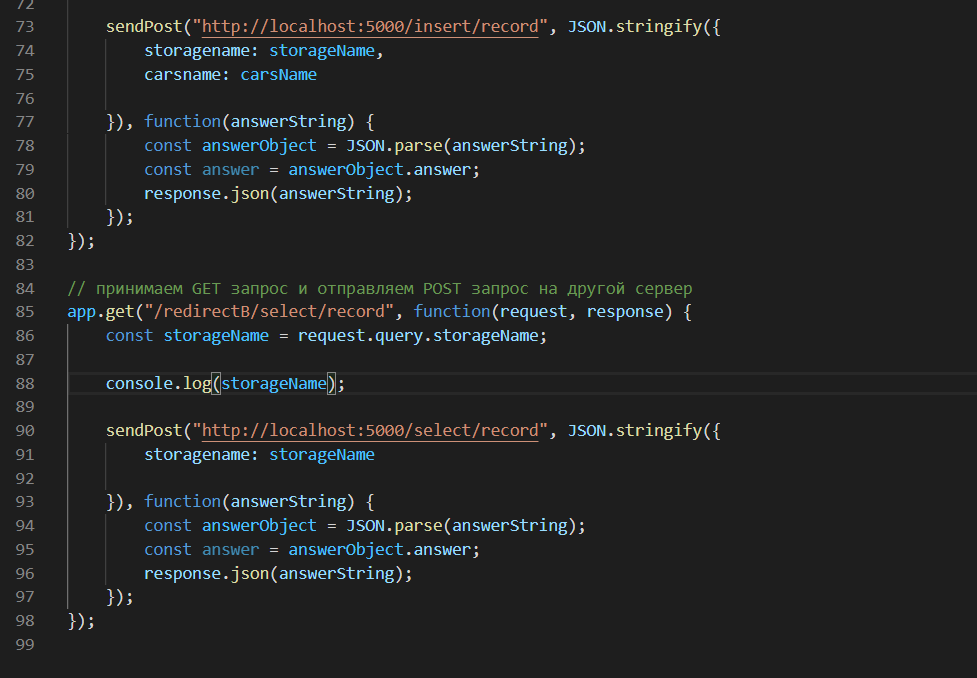 72
73 sendPost("http://localhost:5000/insert/record", JSON.stringify({
74 storagename: storageName,
75 carsname: carsName
76
77 }), function(answerString) {
78 const answerObject = JSON.parse(answerString);
79 const answer = answerObject.answer;
80 response.json(answerString);
81 });
82 });
83
84 // принимаем GET запрос и отправляем POST запрос на другой сервер
85 app.get("/redirectB/select/record", function(request, response) {
86 const storageName = request.query.storageName;
87
88 console.log(storageName);
89
90 sendPost("http://localhost:5000/select/record", JSON.stringify({
91 storagename: storageName
92
93 }), function(answerString) {
94 const answerObject = JSON.parse(answerString);
95 const answer = answerObject.answer;
96 response.json(answerString);
97 });
98 });
99